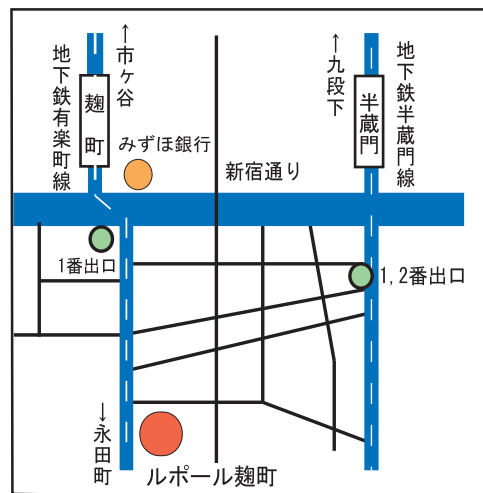 地下鉄有楽町線
麹町
←市ケ谷
みずほ銀行
新宿通り
←九段下
半蔵門
地下鉄半蔵門線
1番出口
1,2番出口
←永田町
ルポール麹町